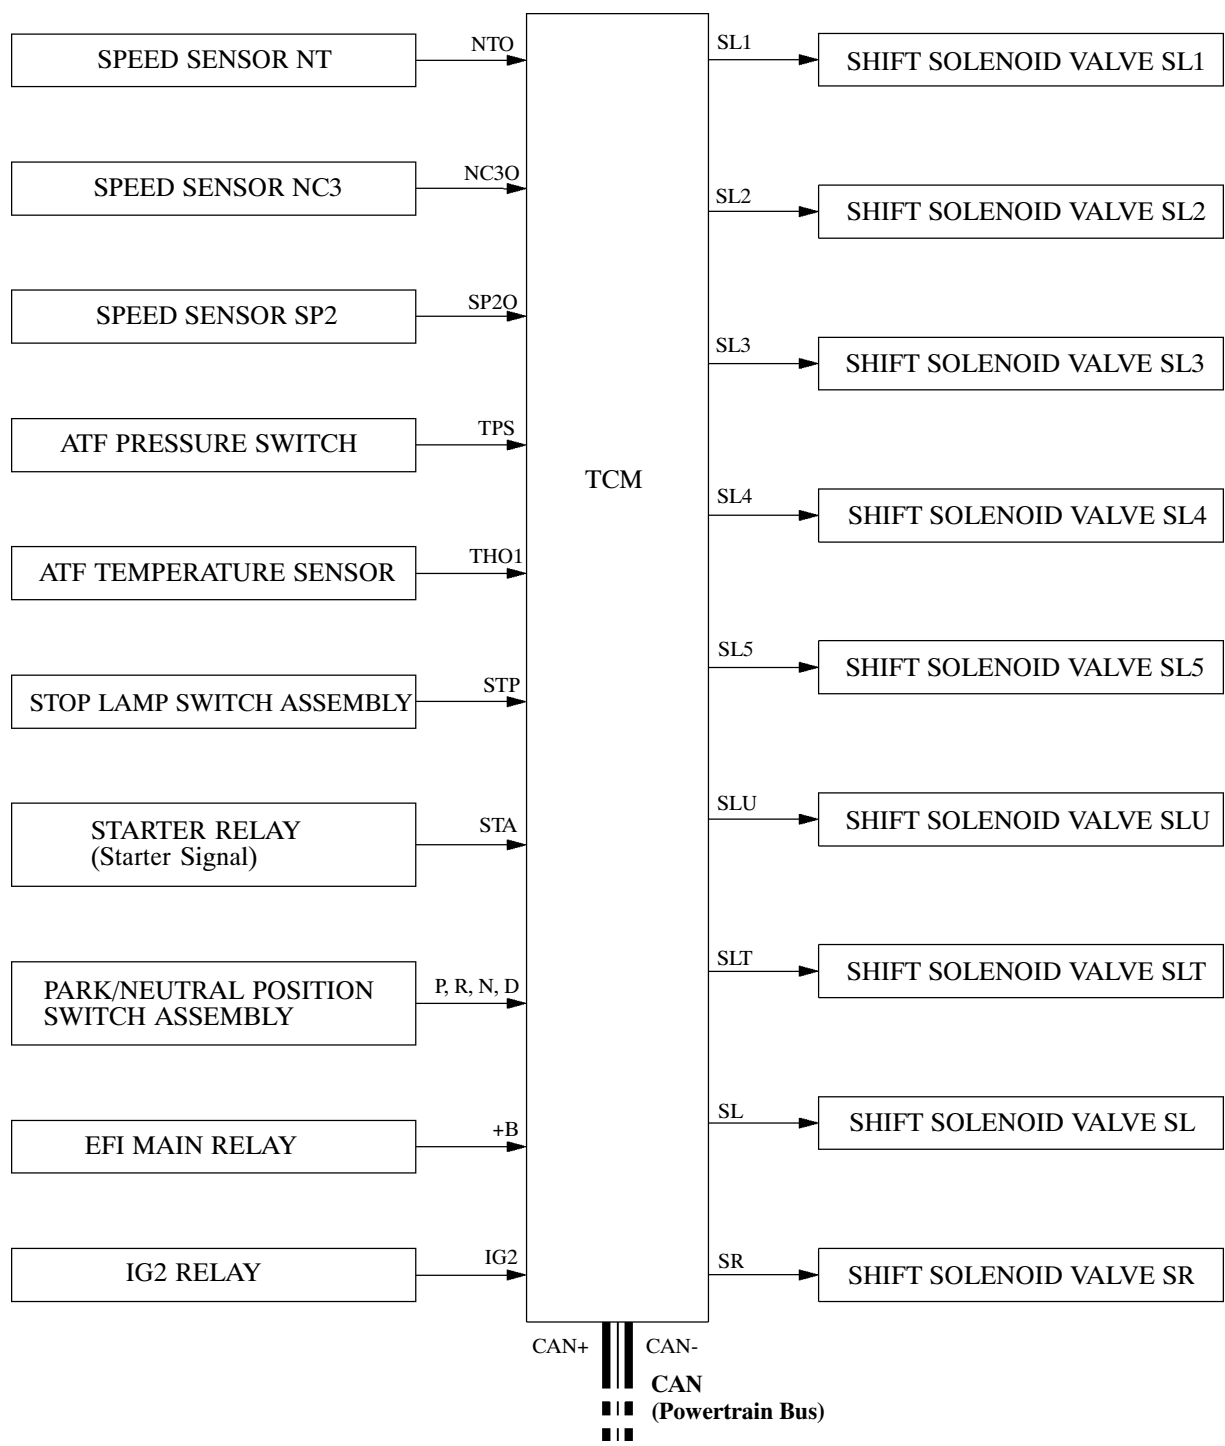 SPEED SENSOR NT
NTO
SPEED SENSOR NC3
NC3O
SPEED SENSOR SP2
SP2O
ATF PRESSURE SWITCH
TPS
ATF TEMPERATURE SENSOR
THO1
STOP LAMP SWITCH ASSEMBLY
STP
STARTER RELAY
(Starter Signal)
STA
PARK/NEUTRAL POSITION
SWITCH ASSEMBLY
P, R, N, D
EFI MAIN RELAY
+B
IG2 RELAY
IG2
TCM
SL1
SHIFT SOLENOID VALVE SL1
SL2
SHIFT SOLENOID VALVE SL2
SL3
SHIFT SOLENOID VALVE SL3
SL4
SHIFT SOLENOID VALVE SL4
SL5
SHIFT SOLENOID VALVE SL5
SLU
SHIFT SOLENOID VALVE SLU
SLT
SHIFT SOLENOID VALVE SLT
SL
SHIFT SOLENOID VALVE SL
SR
SHIFT SOLENOID VALVE SR
CAN+
CAN-
CAN
(Powertrain Bus)